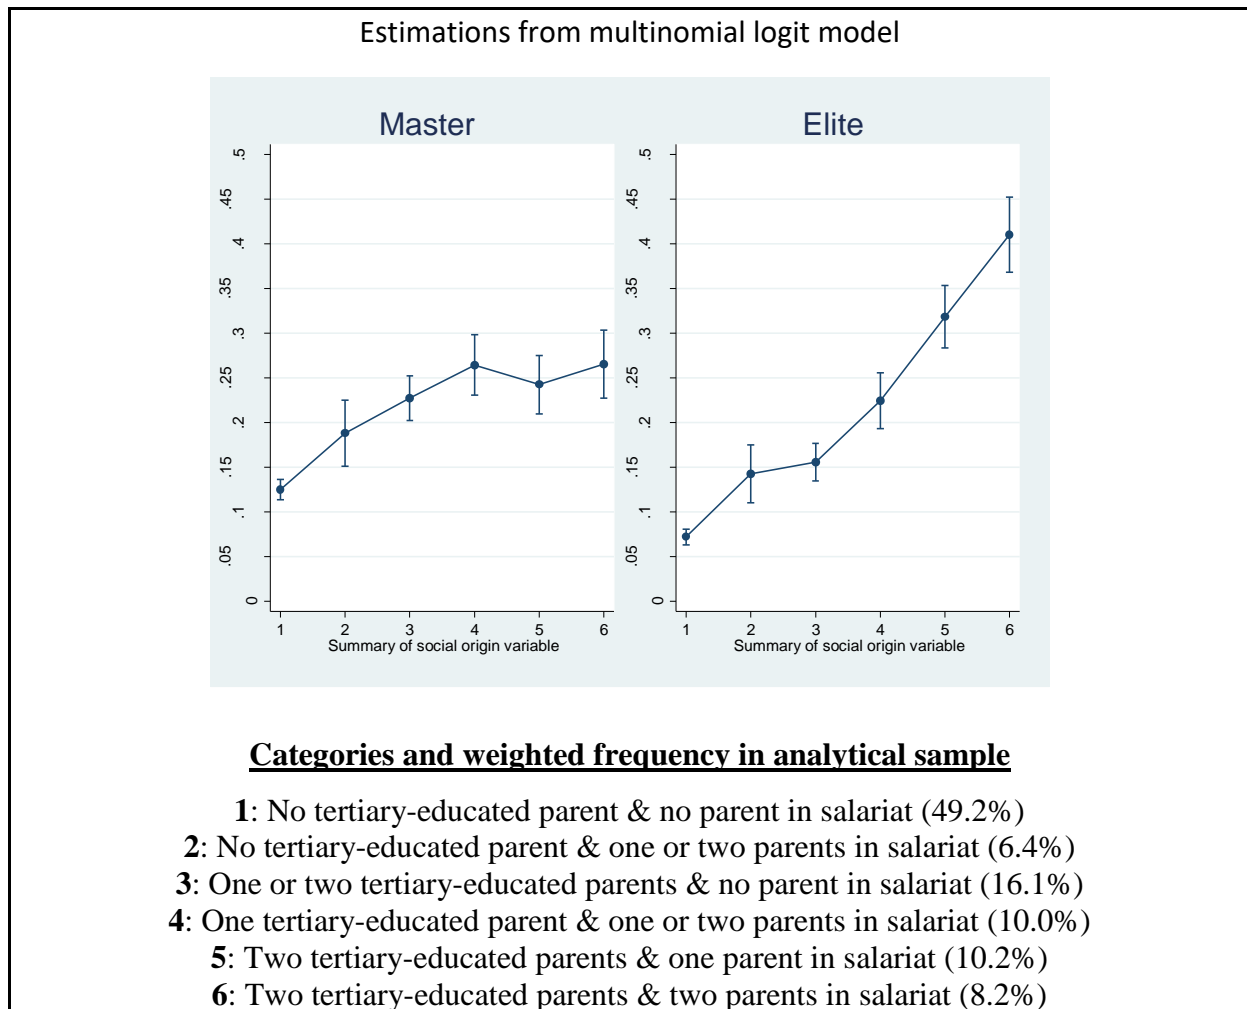 Estimations from multinomial logit model
Master
.5
.45
.4
.35
.3
.25
.2
.15
.1
.05
0
1 2 3 4 5 6
Summary of social origin variable
Elite
.5
.45
.4
.35
.3
.25
.2
.15
.1
.05
0
1 2 3 4 5 6
Summary of social origin variable
Categories and weighted frequency in analytical sample
1: No tertiary-educated parent & no parent in salariat (49.2%)
2: No tertiary-educated parent & one or two parents in salariat (6.4%)
3: One or two tertiary-educated parents & no parent in salariat (16.1%)
4: One tertiary-educated parent & one or two parents in salariat (10.0%)
5: Two tertiary-educated parents & one parent in salariat (10.2%)
6: Two tertiary-educated parents & two parents in salariat (8.2%)